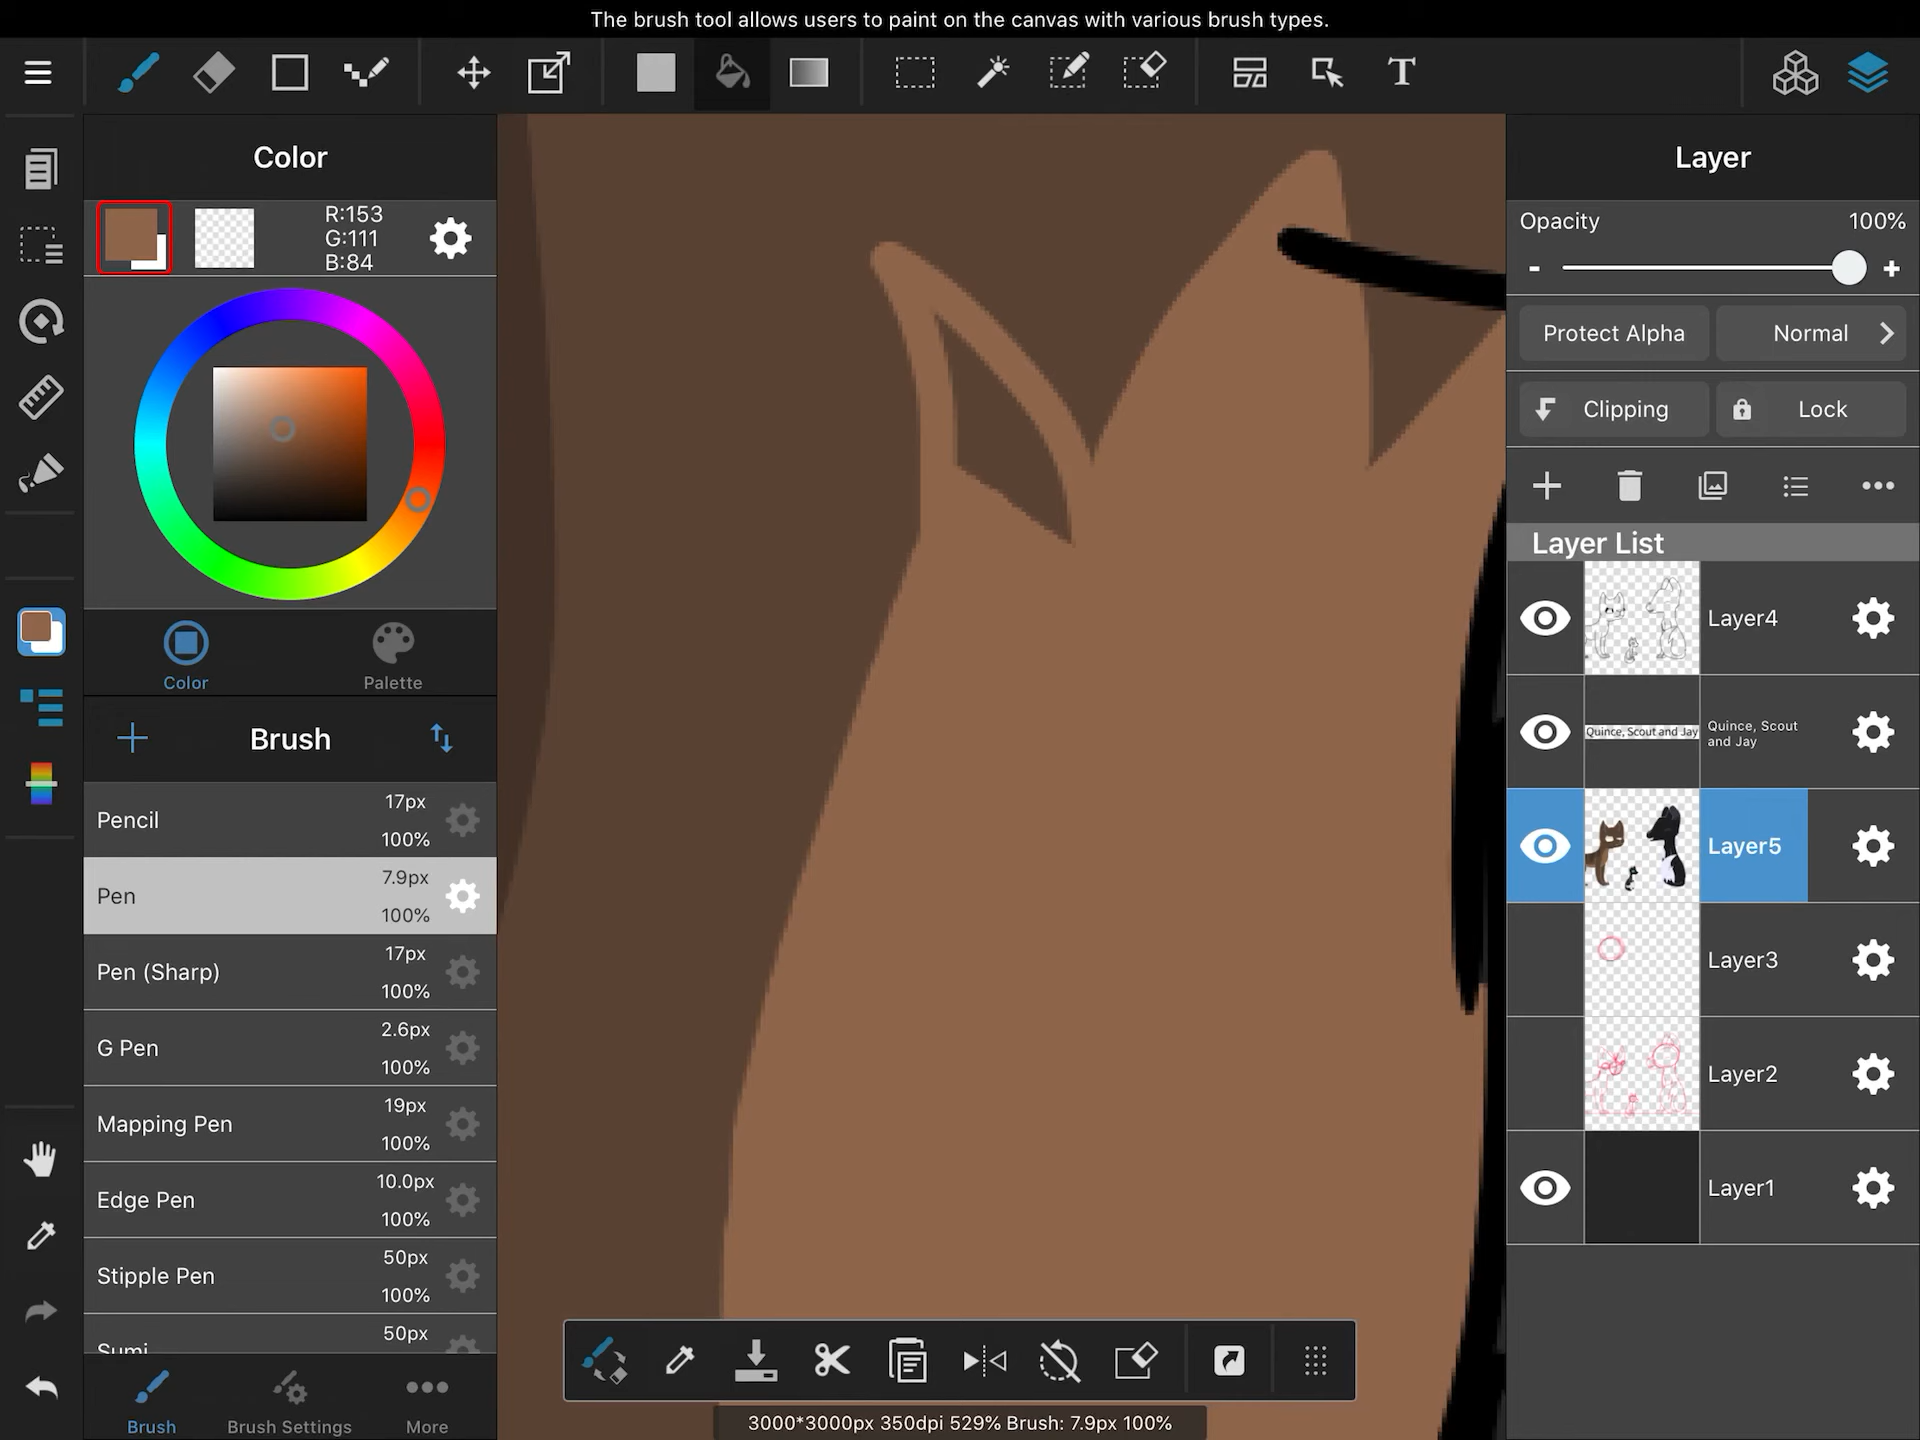 The brush tool allows users to paint on the canvas with various brush types.
T
Color
R:153
G:111
B:84
Color
Palette
Brush
Pencil
17px
100%
Pen
7.9px
100%
Pen (Sharp)
17px
100%
G Pen
2.6px
100%
Mapping Pen
19px
100%
Edge Pen
10.0px
100%
Stipple Pen
50px
100%
Sumi
50px
Brush
Brush Settings
More
3000*3000px 350dpi 529% Brush: 7.9px 100%
Layer
Opacity
100%
- +
Protect Alpha
Normal
Clipping
Lock
Layer List
Layer4
Quince, Scout and Jay
Quince, Scout
and Jay
Layer5
Layer3
Layer2
Layer1